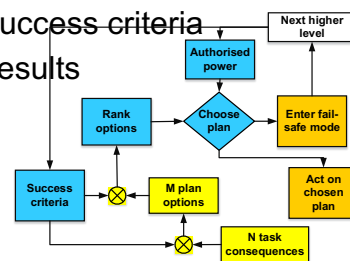 uccess criteria
esults
Next higher
level
Authorised
power
Rank
options
Choose
plan
Enter fail-
safe mode
Act on
chosen
plan
Success
criteria
M plan
options
N task
consequences